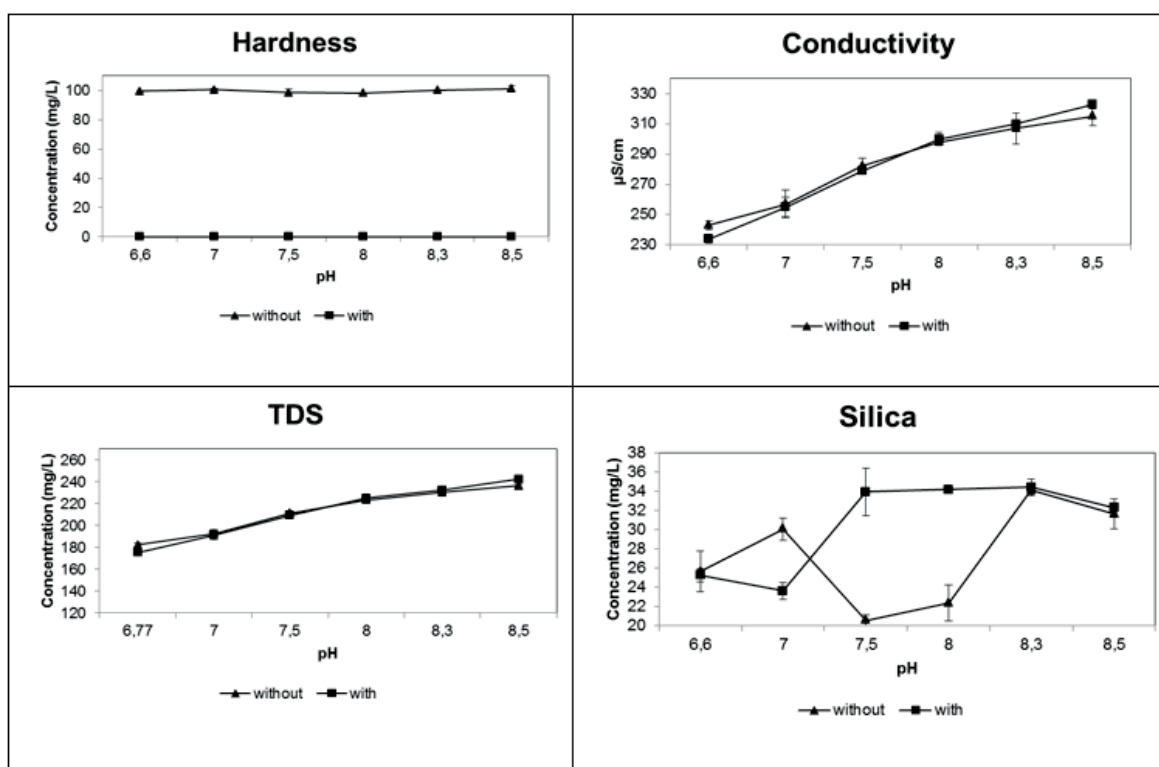 Hardness
Concentration (mg/L)
100
80
60
40
20
0
6,6 7 7,5 8 8,3 8,5
pH
without with
Conductivity
µS/cm
330
310
290
270
250
230
6,6 7 7,5 8 8,3 8,5
pH
without with
TDS
Concentration (mg/L)
260
240
220
200
180
160
140
120
6,77 7 7,5 8 8,3 8,5
pH
without with
Silica
Concentration (mg/L)
38
36
34
32
30
28
26
24
22
20
6,6 7 7,5 8 8,3 8,5
pH
without with